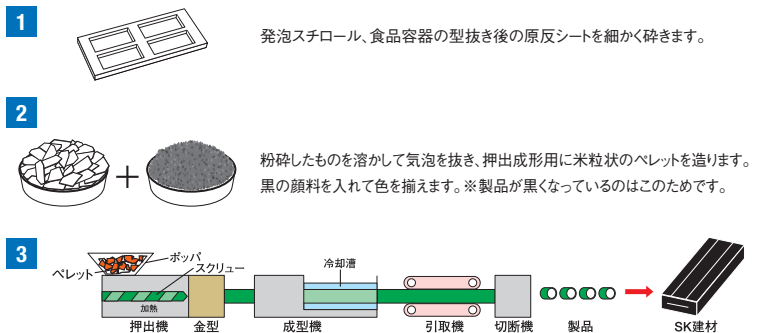 1
発泡スチロール、食品容器の型抜き後の原反シートを細かく砕きます。
2
粉砕したものを溶かして気泡を抜き、押出成形用に米粒状のペレットを造ります。
黒の顔料を入れて色を揃えます。※製品が黒くなっているのはこのためです。
3
ホッパ
ペレット
スクリュー
冷却漕
加熱
押出機
金型
成型機
引取機
切断機
製品
SK建材